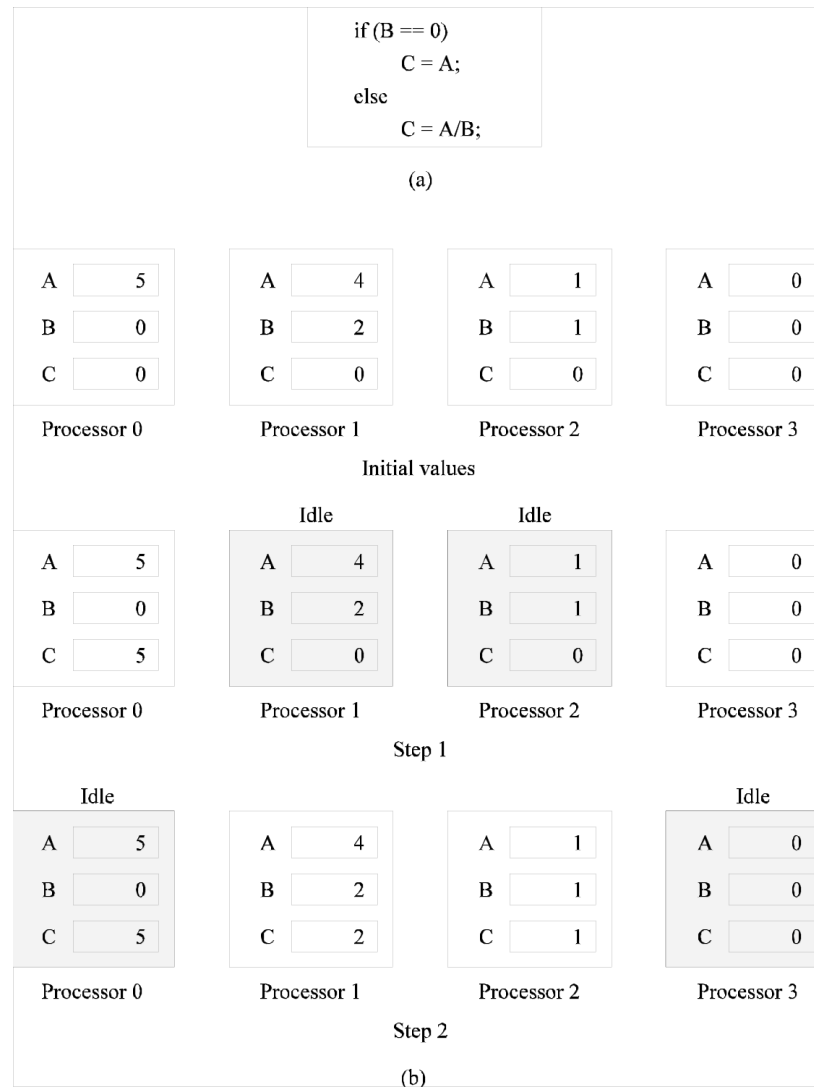 if (B == 0)
C = A;
else
C = A/B;
(a)
A 5 A 4 A 1 A 0
B 0 B 2 B 1 B 0
C 0 C 0 C 0 C 0
Processor 0 Processor 1 Processor 2 Processor 3
Initial values
Idle Idle
A 5 A 4 A 1 A 0
B 0 B 2 B 1 B 0
C 5 C 0 C 0 C 0
Processor 0 Processor 1 Processor 2 Processor 3
Step 1
Idle Idle
A 5 A 4 A 1 A 0
B 0 B 2 B 1 B 0
C 5 C 2 C 1 C 0
Processor 0 Processor 1 Processor 2 Processor 3
Step 2
(b)